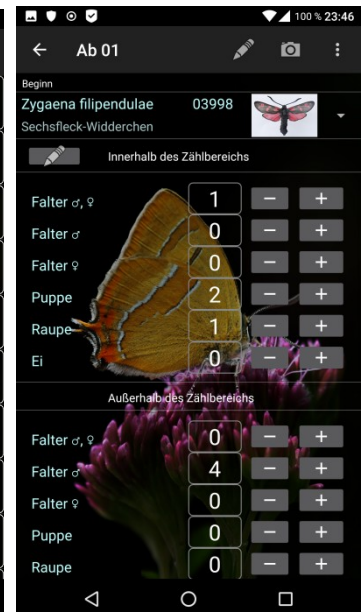 100 % 23:46
Ab 01
Beginn
Zygaena filipendulae 03998
Sechsfleck-Widderchen
Innerhalb des Zählbereichs
Falter ♂, ♀ 1 − +
Falter ♂ 0 − +
Falter ♀ 0 − +
Puppe 2 − +
Raupe 1 − +
Ei 0 − +
Außerhalb des Zählbereichs
Falter ♂, ♀ 0 − +
Falter ♂ 4 − +
Falter ♀ 0 − +
Puppe 0 − +
Raupe 0 − +